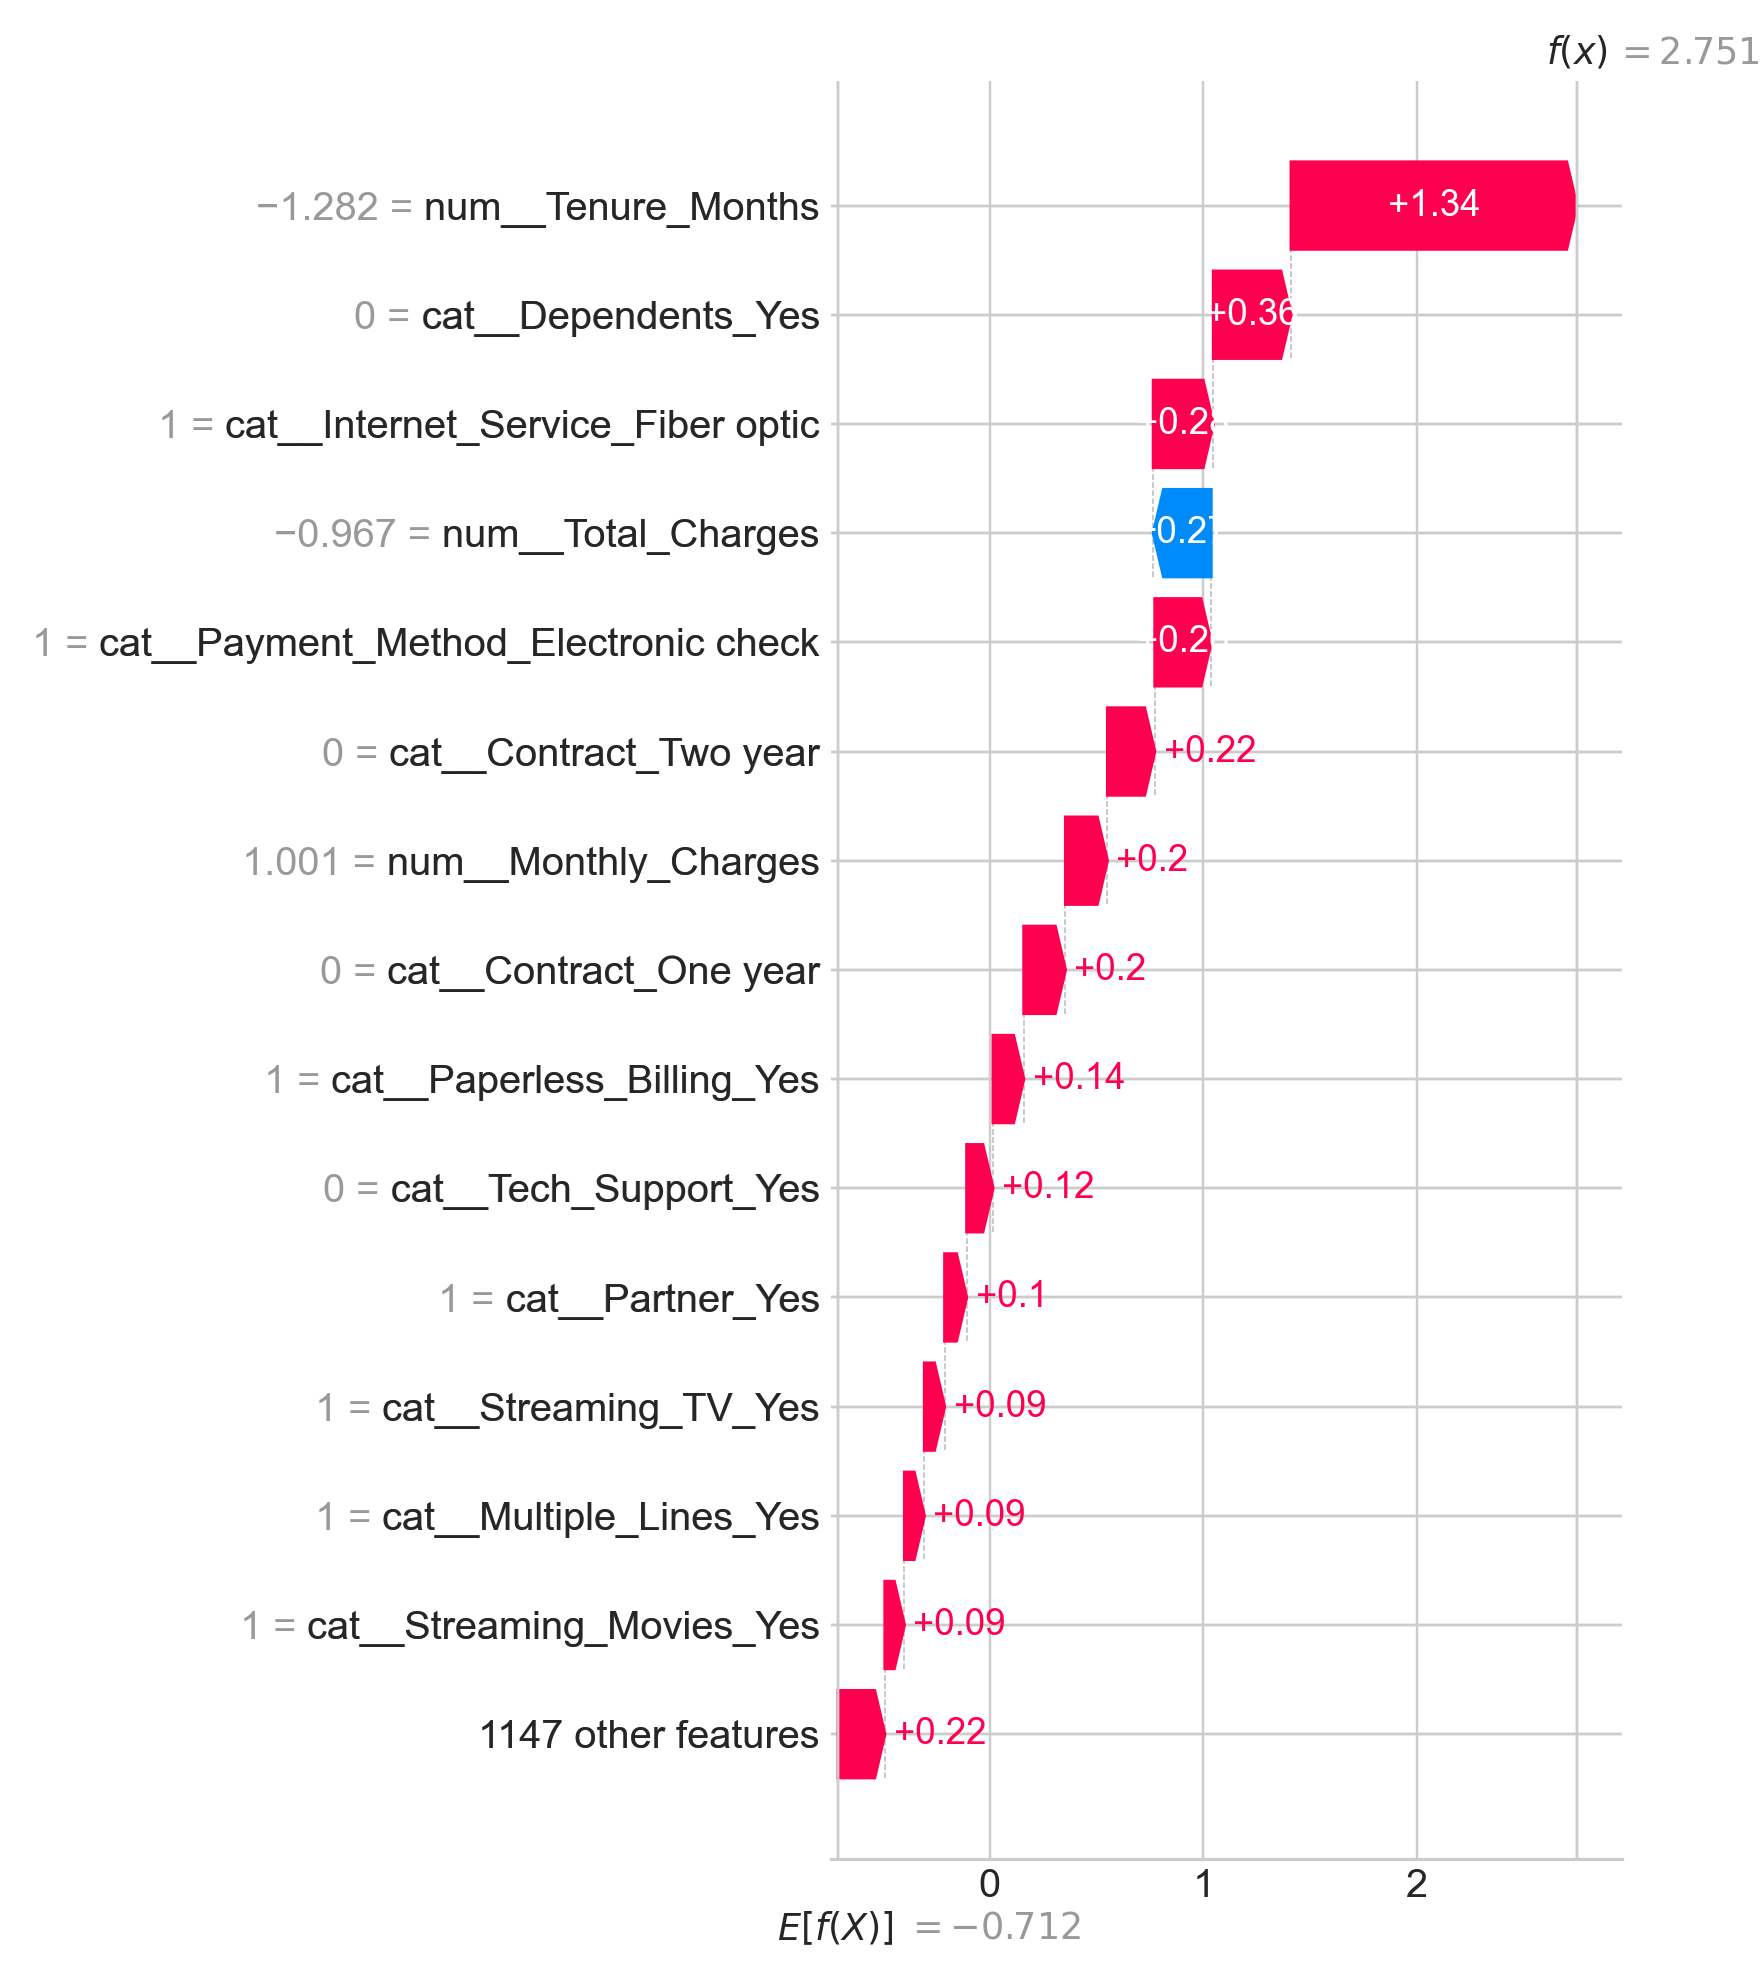 f(x) = 2.751
−1.282 = num__Tenure_Months
+1.34
0 = cat__Dependents_Yes
+0.36
1 = cat__Internet_Service_Fiber optic
−0.967 = num__Total_Charges
1 = cat__Payment_Method_Electronic check
0 = cat__Contract_Two year
+0.22
1.001 = num__Monthly_Charges
+0.2
0 = cat__Contract_One year
+0.2
1 = cat__Paperless_Billing_Yes
+0.14
0 = cat__Tech_Support_Yes
+0.12
1 = cat__Partner_Yes
+0.1
1 = cat__Streaming_TV_Yes
+0.09
1 = cat__Multiple_Lines_Yes
+0.09
1 = cat__Streaming_Movies_Yes
+0.09
1147 other features
+0.22
0 1 2
E[f(X)] = −0.712